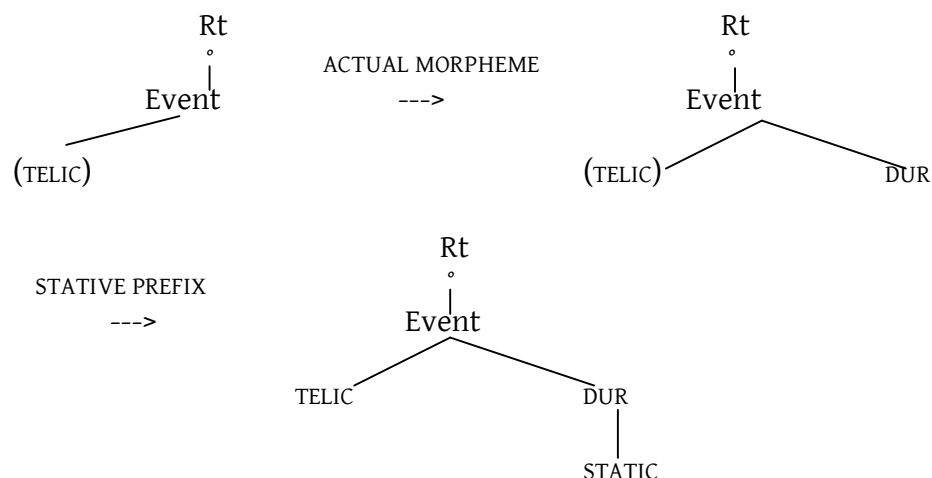 Rt Rt
° °
ACTUAL MORPHEME
Event ---> Event
(TELIC) (TELIC) DUR
Rt
STATIVE PREFIX °
---> Event
TELIC DUR
STATIC